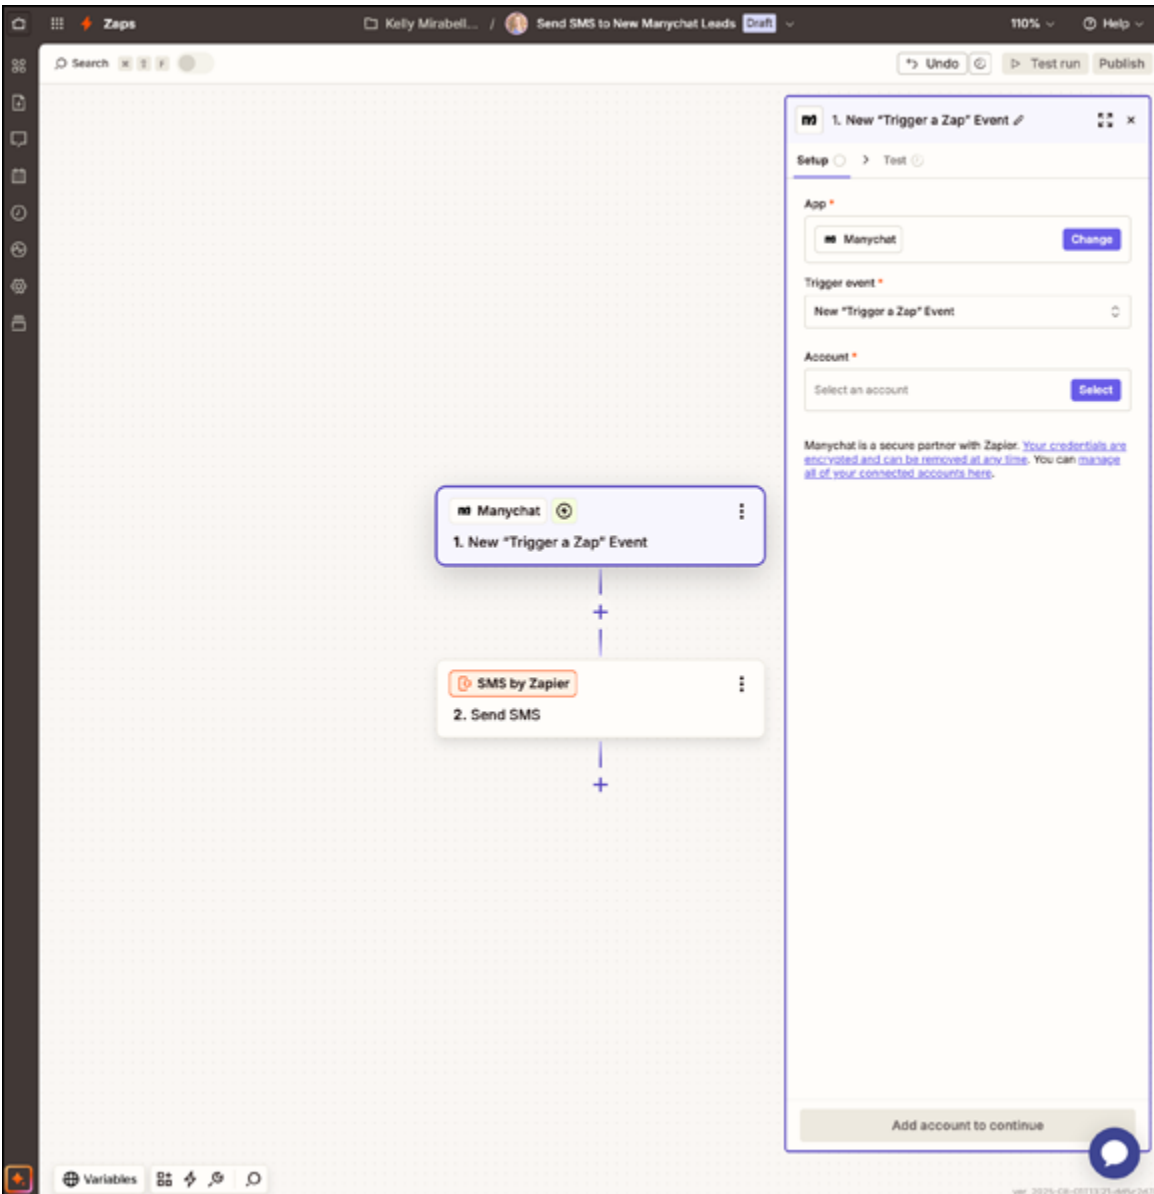 Zaps
Kelly Mirabell... / Send SMS to New Manychat Leads Draft
110%
Help
Search
Undo
Test run
Publish
1. New “Trigger a Zap” Event
Setup > Test
App *
Manychat
Change
Trigger event *
New “Trigger a Zap” Event
Account *
Select an account
Select
Manychat is a secure partner with Zapier. Your credentials are
encrypted and can be removed at any time. You can manage
all of your connected accounts here.
Manychat
1. New “Trigger a Zap” Event
SMS by Zapier
2. Send SMS
Add account to continue
Variables